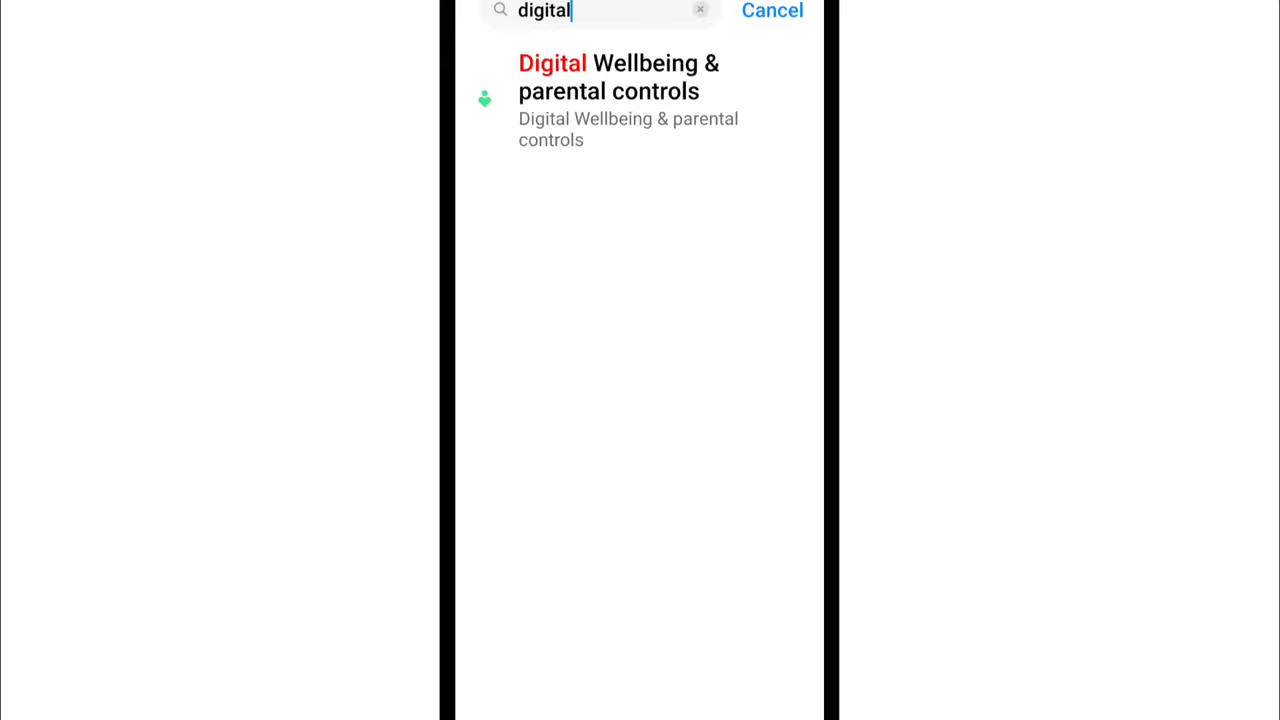 digital
Cancel
Digital Wellbeing &
parental controls
Digital Wellbeing & parental
controls